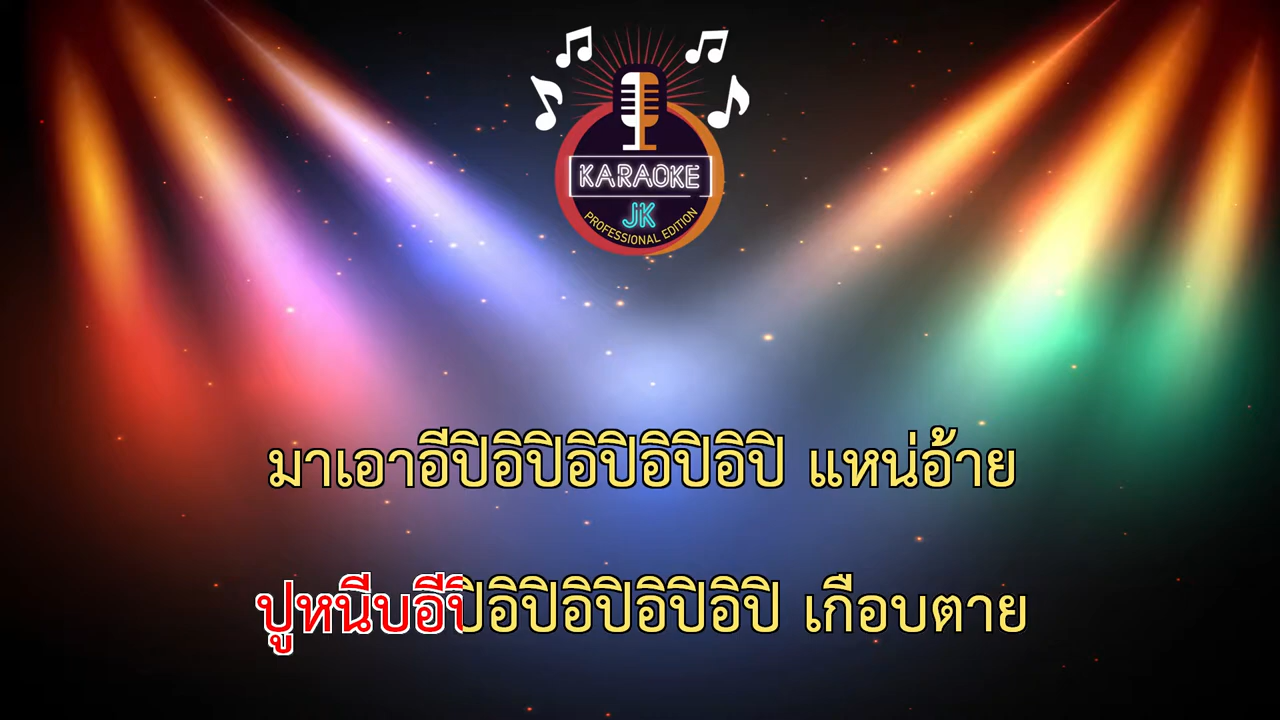 KARAOKE
JK
PROFESSIONAL EDITION
มาเอาอีปิอิปิอิปิอิปิอิปิ แหน่อ้าย
ปูหนีบอีปิอิปิอิปิอิปิอิปิ เกือบตาย